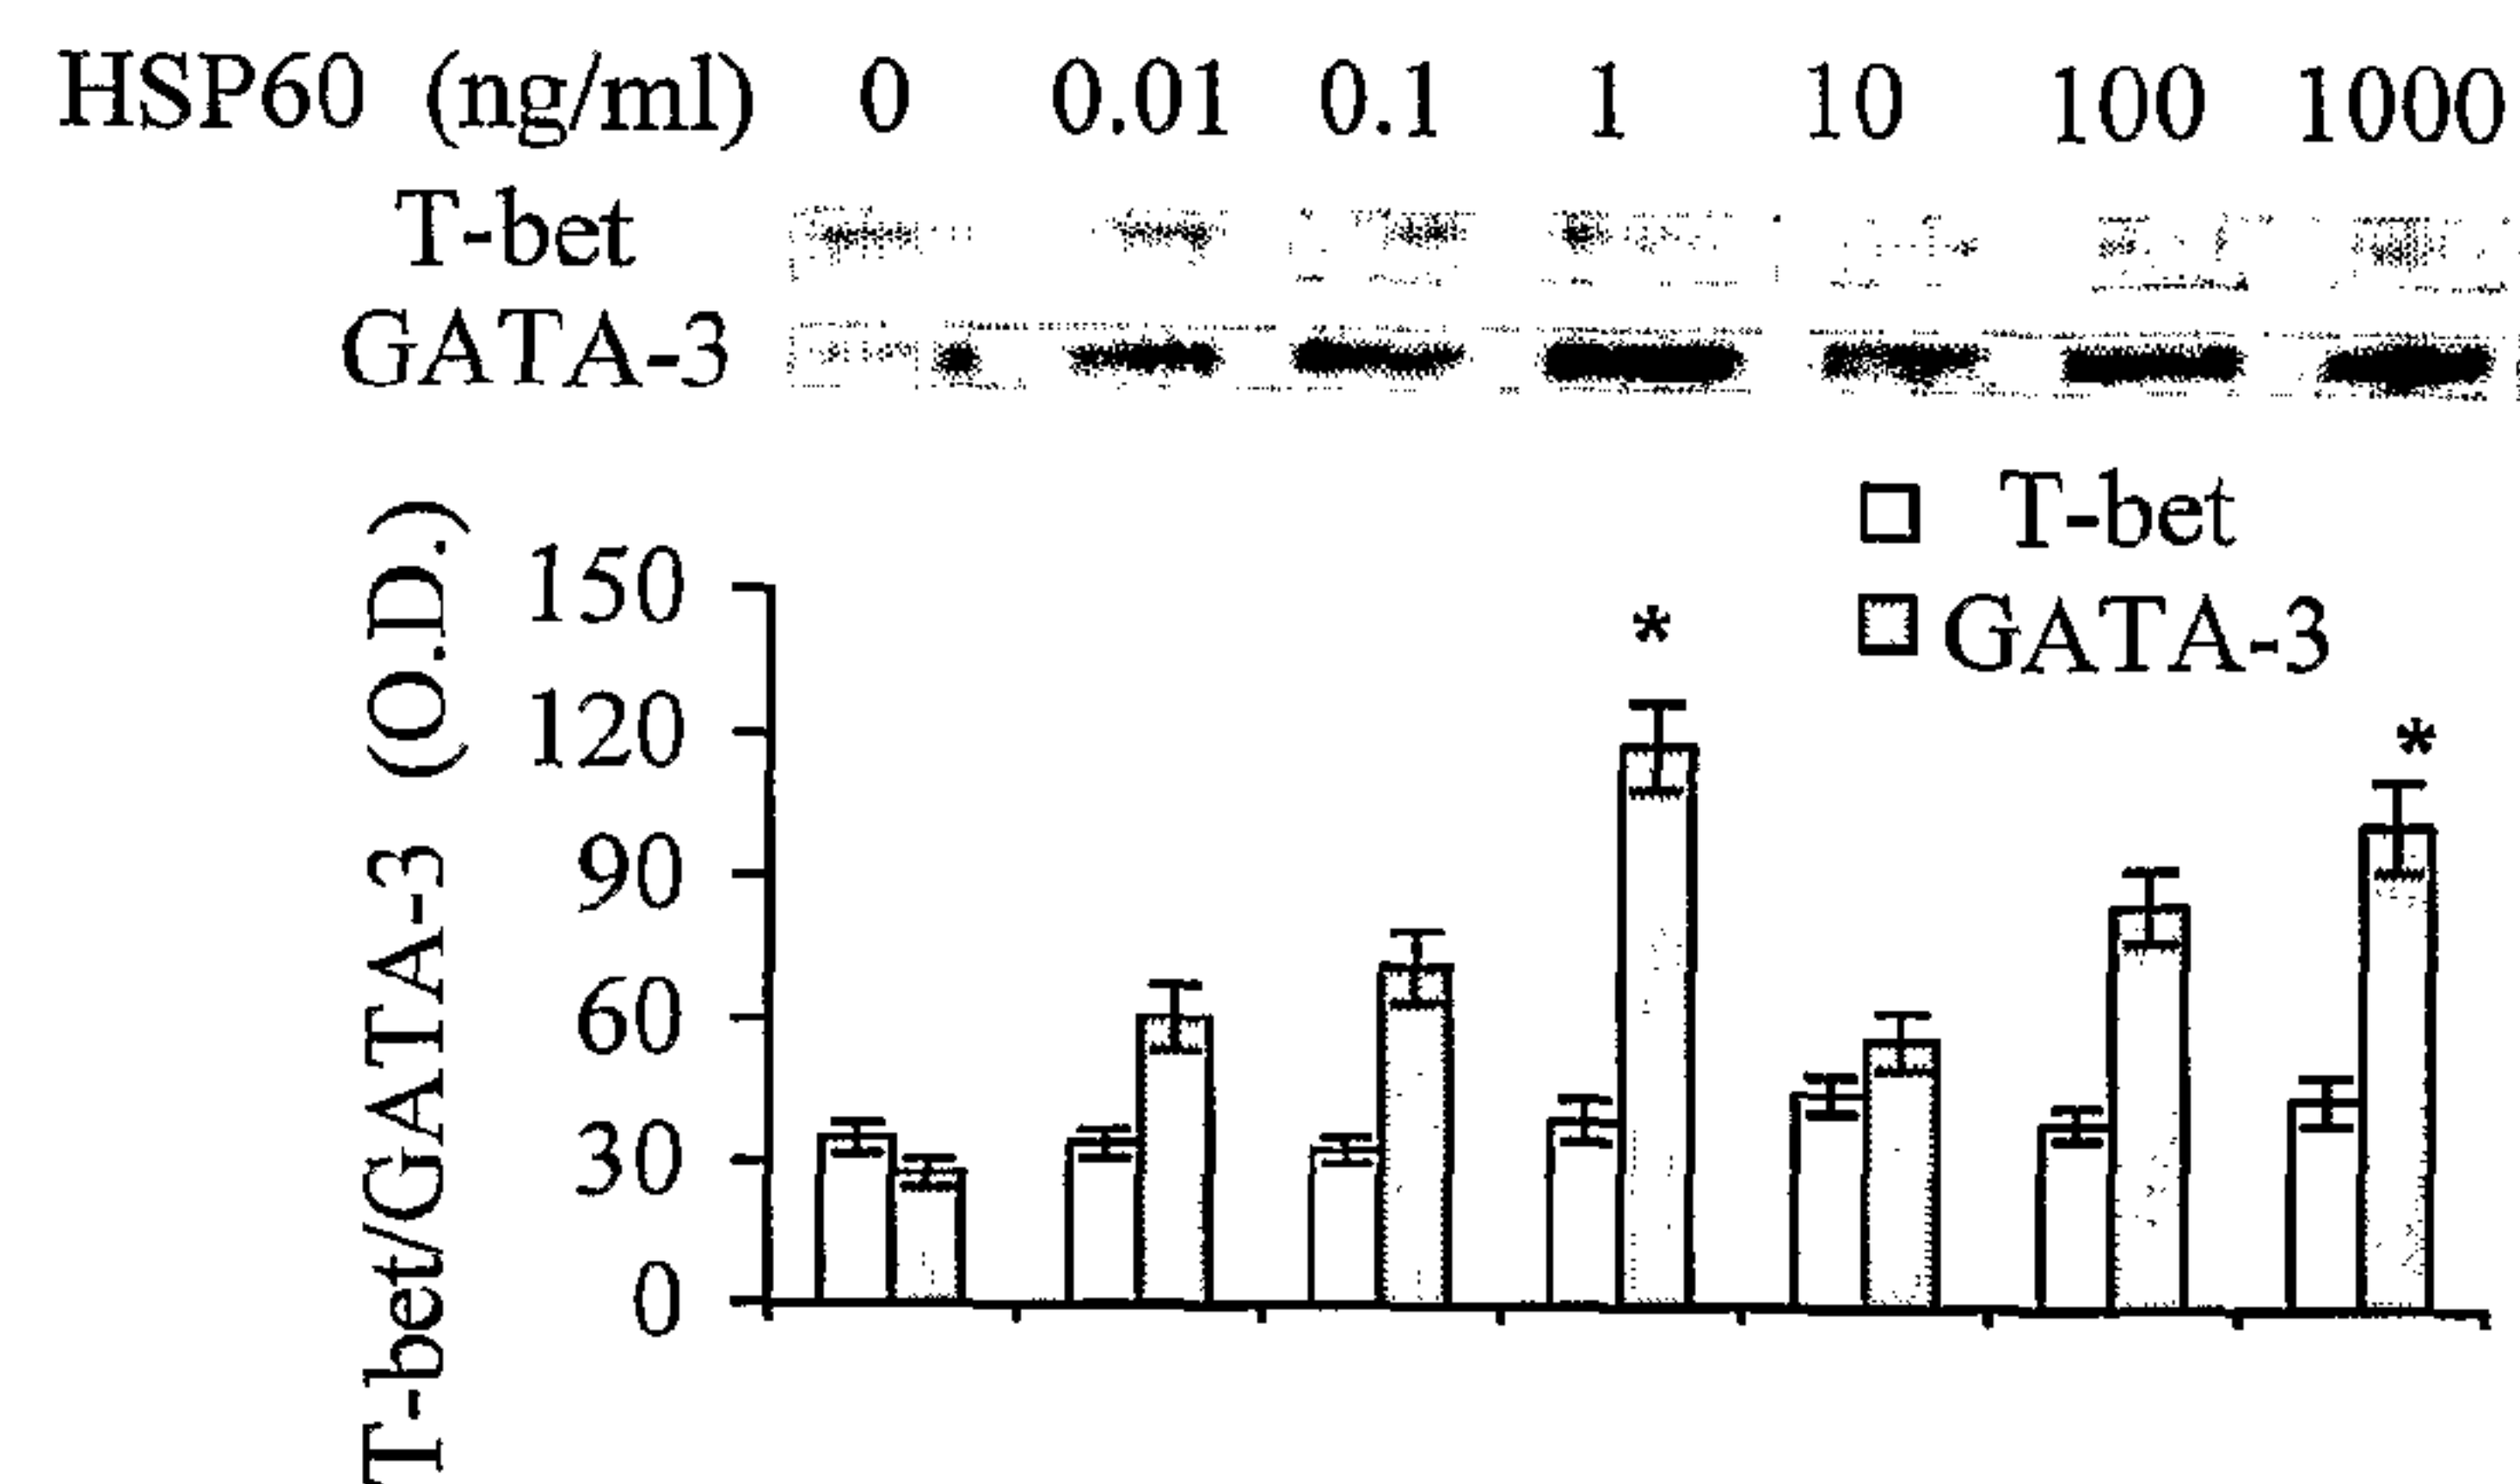 HSP60 (ng/ml) 0 0.01 0.1 1 10 100 1000
T-bet
GATA-3
T-bet
GATA-3
T-bet/GATA-3 (O.D.)
150
120
90
60
30
0
*
*